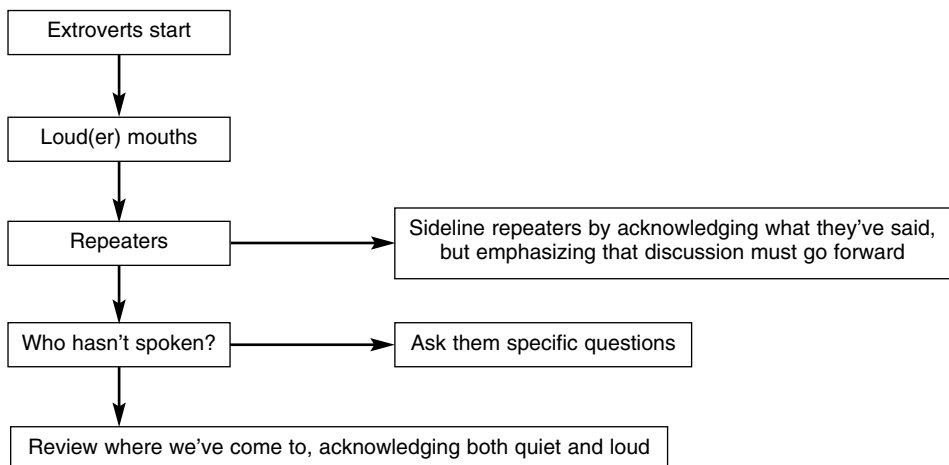 Extroverts start
Loud(er) mouths
Repeaters
Sideline repeaters by acknowledging what they’ve said,
but emphasizing that discussion must go forward
Who hasn’t spoken?
Ask them specific questions
Review where we’ve come to, acknowledging both quiet and loud